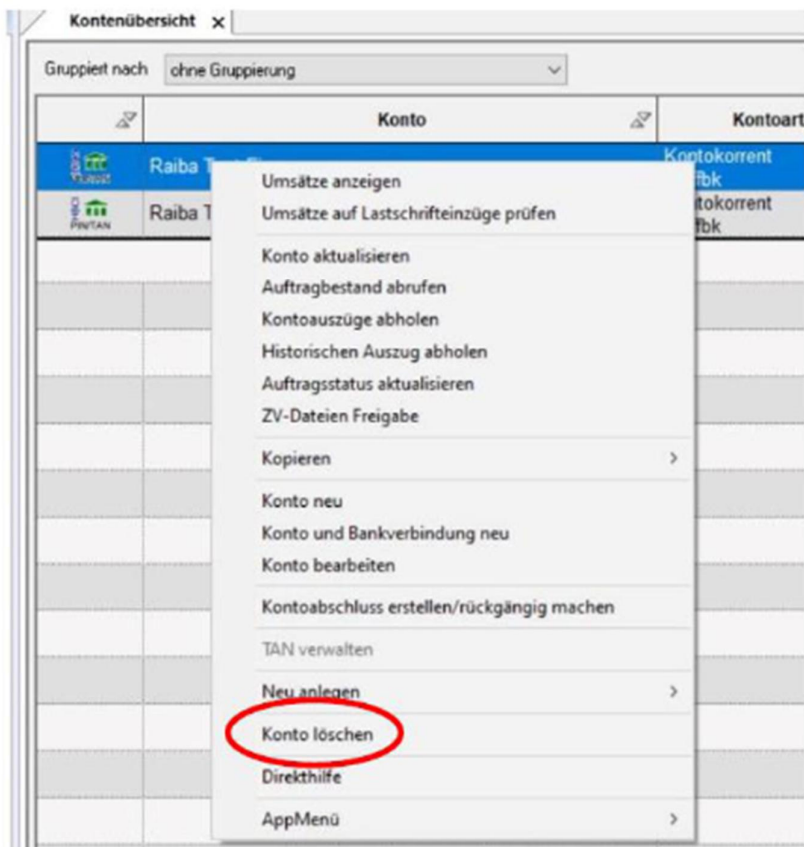 Kontenübersicht x
Gruppiert nach ohne Gruppierung
Konto Kontoart
Raiba Kontokorrent
PIN/TAN Raiba
Umsätze anzeigen
Umsätze auf Lastschrifteinzüge prüfen
Konto aktualisieren
Auftragbestand abrufen
Kontoauszüge abholen
Historischen Auszug abholen
Auftragsstatus aktualisieren
ZV-Dateien Freigabe
Kopieren
Konto neu
Konto und Bankverbindung neu
Konto bearbeiten
Kontoabschluss erstellen/rückgängig machen
TAN verwalten
Neu anlegen
Konto löschen
Direkthilfe
AppMenü